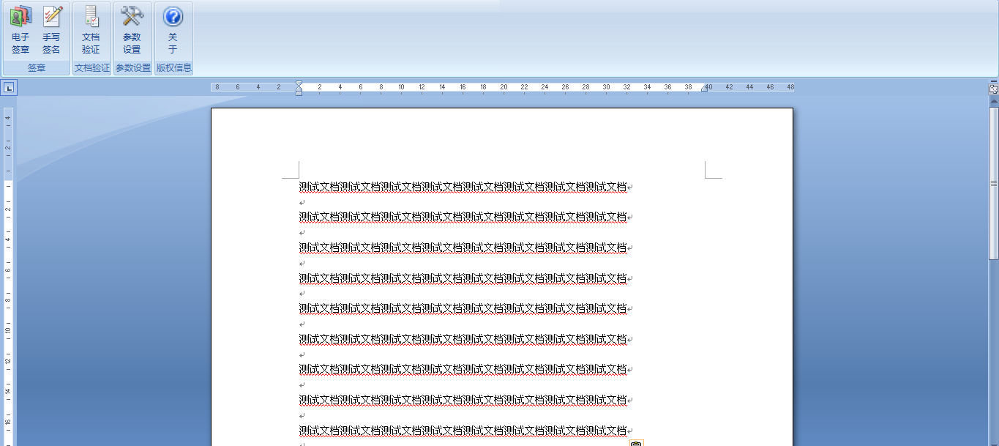 电子 手写 文档 参数 关
签章 签名 验证 设置 于
签章 文档验证 参数设置 版权信息
8 6 4 2 2 4 6 8 10 12 14 16 18 20 22 24 26 28 30 32 34 36 38 40 42 44 46 48
4
2
2
4
6
8
10
12
14
16
测试文档测试文档测试文档测试文档测试文档测试文档测试文档测试文档
测试文档测试文档测试文档测试文档测试文档测试文档测试文档测试文档
测试文档测试文档测试文档测试文档测试文档测试文档测试文档测试文档
测试文档测试文档测试文档测试文档测试文档测试文档测试文档测试文档
测试文档测试文档测试文档测试文档测试文档测试文档测试文档测试文档
测试文档测试文档测试文档测试文档测试文档测试文档测试文档测试文档
测试文档测试文档测试文档测试文档测试文档测试文档测试文档测试文档
测试文档测试文档测试文档测试文档测试文档测试文档测试文档测试文档
测试文档测试文档测试文档测试文档测试文档测试文档测试文档测试文档